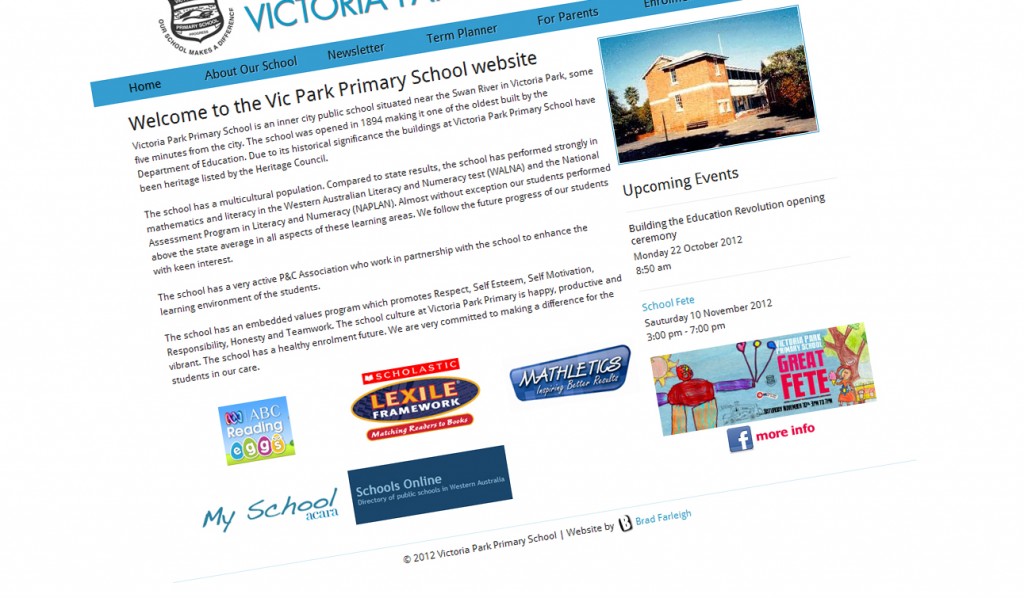 VICTORIA PA
PRIMARY SCHOOL
PROGRESS
OUR SCHOOL MAKES A DIFFERENCE
Home
About Our School
Newsletter
Term Planner
For Parents
Enrolme
Welcome to the Vic Park Primary School website
Victoria Park Primary School is an inner city public school situated near the Swan River in Victoria Park, some
five minutes from the city. The school was opened in 1894 making it one of the oldest built by the
Department of Education. Due to its historical significance the buildings at Victoria Park Primary School have
been heritage listed by the Heritage Council.
The school has a multicultural population. Compared to state results, the school has performed strongly in
mathematics and literacy in the Western Australian Literacy and Numeracy test (WALNA) and the National
Assessment Program in Literacy and Numeracy (NAPLAN). Almost without exception our students performed
above the state average in all aspects of these learning areas. We follow the future progress of our students
with keen interest.
The school has a very active P&C Association who work in partnership with the school to enhance the
learning environment of the students.
The school has an embedded values program which promotes Respect, Self Esteem, Self Motivation,
Responsibility, Honesty and Teamwork. The school culture at Victoria Park Primary is happy, productive and
vibrant. The school has a healthy enrolment future. We are very committed to making a difference for the
students in our care.
Upcoming Events
Building the Education Revolution opening
ceremony
Monday 22 October 2012
8:50 am
School Fete
Sauturday 10 November 2012
3:00 pm - 7:00 pm
VICTORIA PARK
PRIMARY SCHOOL
GREAT
FETE
SATURDAY NOVEMBER 10TH 3PM TO 7PM
f more info
ABC
Reading
eggs
SCHOLASTIC
LEXILE
FRAMEWORK
Matching Readers to Books
MATHLETICS
Inspiring Better Results
My School
acara
Schools Online
Directory of public schools in Western Australia
© 2012 Victoria Park Primary School | Website by B Brad Farleigh